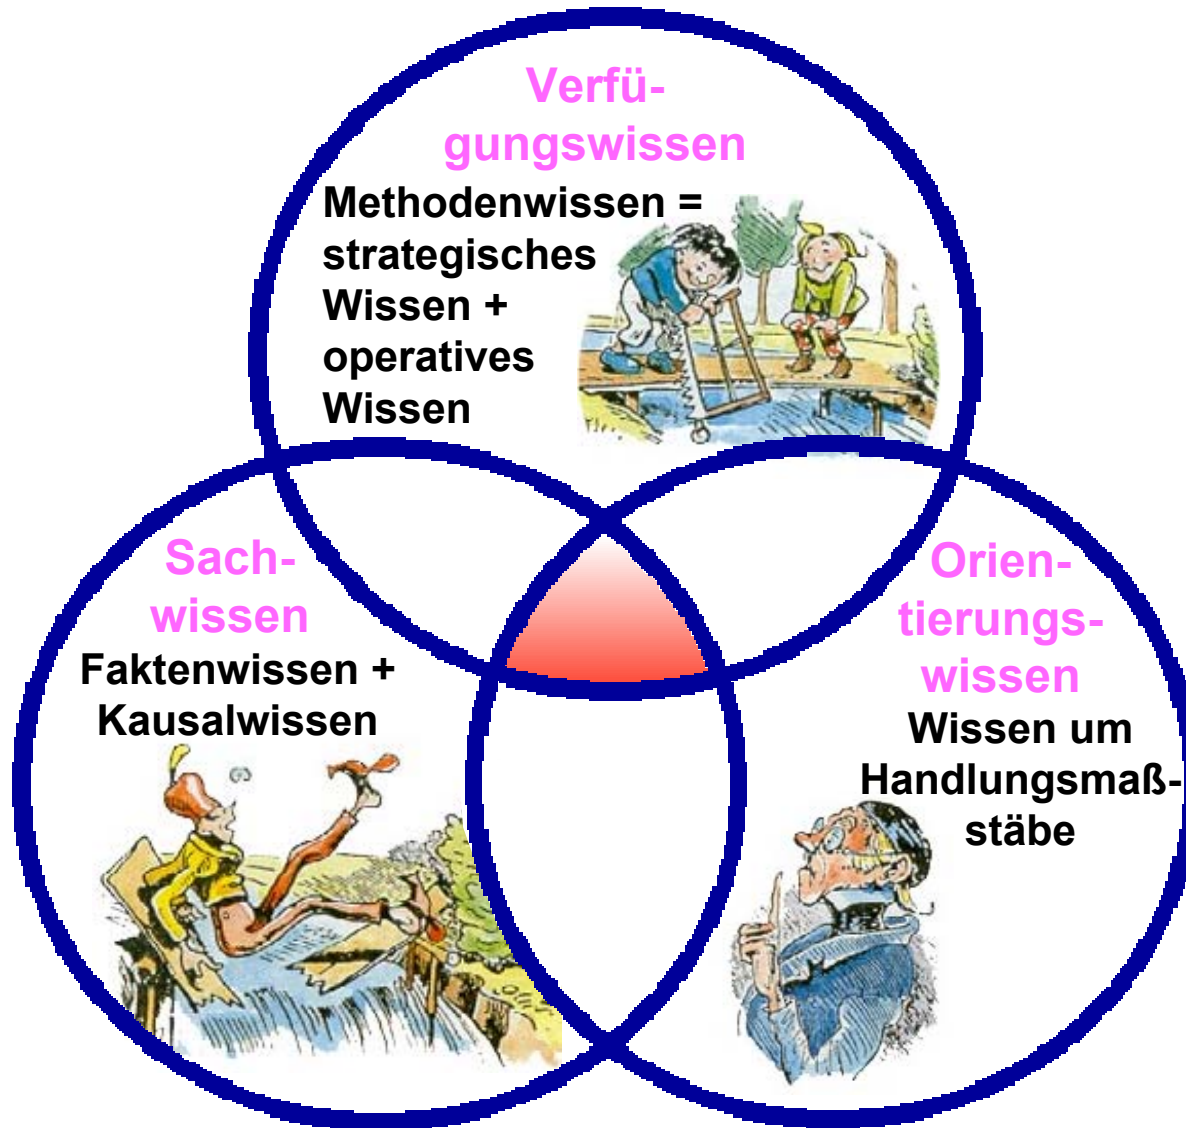 Verfü-
gungswissen
Methodenwissen =
strategisches
Wissen +
operatives
Wissen
Sach-
wissen
Faktenwissen +
Kausalwissen
Orien-
tierungs-
wissen
Wissen um
Handlungsmaß-
stäbe